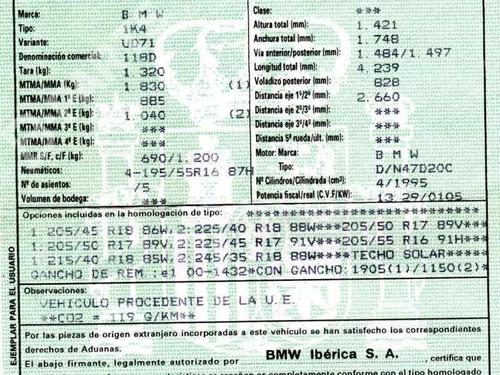 Marca: B M W
Tipo: 1K4
Variante: UD71
Denominación comercial: 118D
Tara (kg): 1.320
MTMA/MMA (Kg): 1 830 (1)
MTMA/MMA 1º E (kg): 885
MTMA/MMA 2º E (kg): 1 040 (2)
MTMA/MMA 3º E (kg): ***
MTMA/MMA 4º E (kg): ***
MMR S/F, c/F (kg): 690/1.200
Neumáticos: 4-195/55R16 87H
Nº de asientos: /5
Volumen de bodega: ***
Clase: ***
Altura total (mm): 1.421
Anchura total (mm): 1.748
Vía anterior/posterior (mm): 1.484/1.497
Longitud total (mm): 4.239
Voladizo posterior (mm): 828
Distancia eje 1º/2º (mm): 2.660
Distancia eje 2º/3º (mm): ***
Distancia eje 3º/4º (mm): ***
Distancia 5ª rueda/últ. (mm): ***
Motor: Marca: B M W
Tipo: D/N47D20C
Nº Cilindros/Cilindrada (cm³): 4/1995
Potencia fiscal/real (C.V.F/KW): 13 29/0105
Opciones incluidas en la homologación de tipo: ***
1 205/45 R18 86W, 2: 225/40 R18 88W***205/50 R17 89V***
1: 205/50 R17 89V, 2: 225/45 R17 91V***205/55 R16 91H***
1 215/40 R18 85W, 2: 245/35 R18 88W***TECHO SOLAR*****
GANCHO DE REM.: e1 00-1432*CON GANCHO: 1905(1)/1150(2)*
Observaciones:
VEHICULO PROCEDENTE DE LA U.E.
**CO2 = 119 G/KM**
Por las piezas de origen extranjero incorporadas a este vehículo se han satisfecho los correspondientes
derechos de Aduanas.
El abajo firmante, legalmente autorizado por BMW Ibérica S. A. , certifica que
conforme con el tipo homologado
EJEMPLAR PARA EL USUARIO